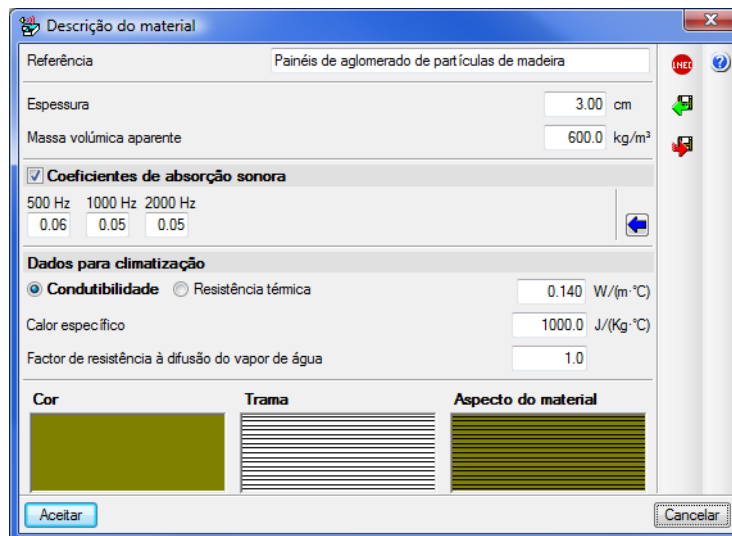 Descrição do material
Referência Painéis de aglomerado de partículas de madeira
LNEC
Espessura 3.00 cm
Massa volúmica aparente 600.0 kg/m³
Coeficientes de absorção sonora
500 Hz 1000 Hz 2000 Hz
0.06 0.05 0.05
Dados para climatização
Condutibilidade Resistência térmica 0.140 W/(m·°C)
Calor específico 1000.0 J/(Kg·°C)
Factor de resistência à difusão do vapor de água 1.0
Cor Trama Aspecto do material
Aceitar Cancelar